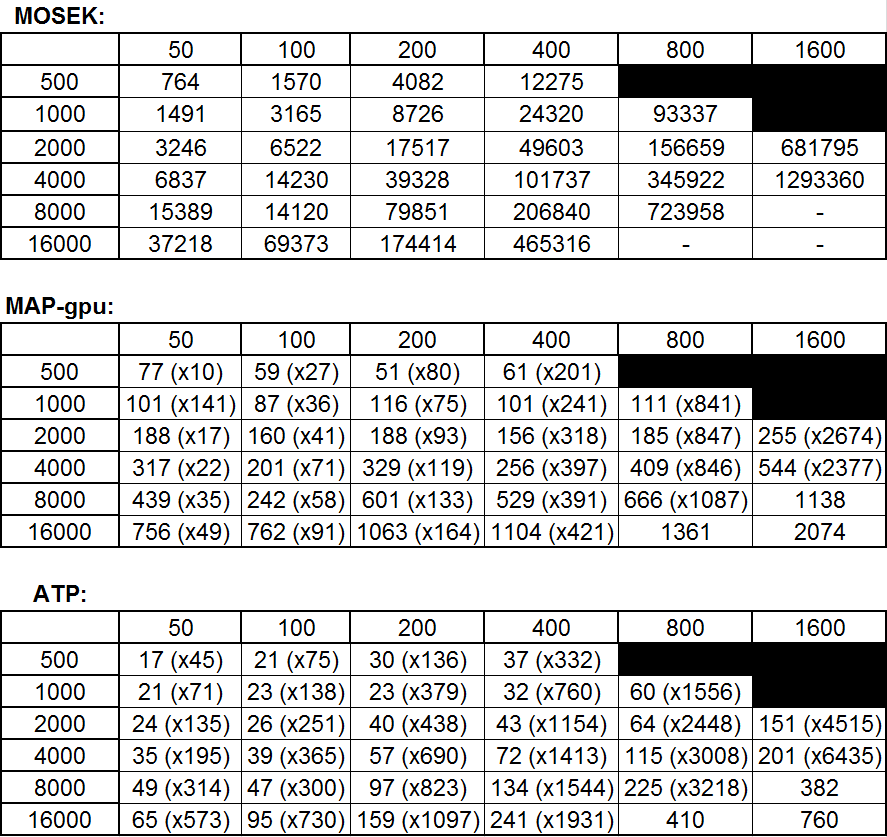 MOSEK:
50 100 200 400 800 1600
500 764 1570 4082 12275
1000 1491 3165 8726 24320 93337
2000 3246 6522 17517 49603 156659 681795
4000 6837 14230 39328 101737 345922 1293360
8000 15389 14120 79851 206840 723958 -
16000 37218 69373 174414 465316 - -
MAP-gpu:
50 100 200 400 800 1600
500 77 (x10) 59 (x27) 51 (x80) 61 (x201)
1000 101 (x141) 87 (x36) 116 (x75) 101 (x241) 111 (x841)
2000 188 (x17) 160 (x41) 188 (x93) 156 (x318) 185 (x847) 255 (x2674)
4000 317 (x22) 201 (x71) 329 (x119) 256 (x397) 409 (x846) 544 (x2377)
8000 439 (x35) 242 (x58) 601 (x133) 529 (x391) 666 (x1087) 1138
16000 756 (x49) 762 (x91) 1063 (x164) 1104 (x421) 1361 2074
ATP:
50 100 200 400 800 1600
500 17 (x45) 21 (x75) 30 (x136) 37 (x332)
1000 21 (x71) 23 (x138) 23 (x379) 32 (x760) 60 (x1556)
2000 24 (x135) 26 (x251) 40 (x438) 43 (x1154) 64 (x2448) 151 (x4515)
4000 35 (x195) 39 (x365) 57 (x690) 72 (x1413) 115 (x3008) 201 (x6435)
8000 49 (x314) 47 (x300) 97 (x823) 134 (x1544) 225 (x3218) 382
16000 65 (x573) 95 (x730) 159 (x1097) 241 (x1931) 410 760